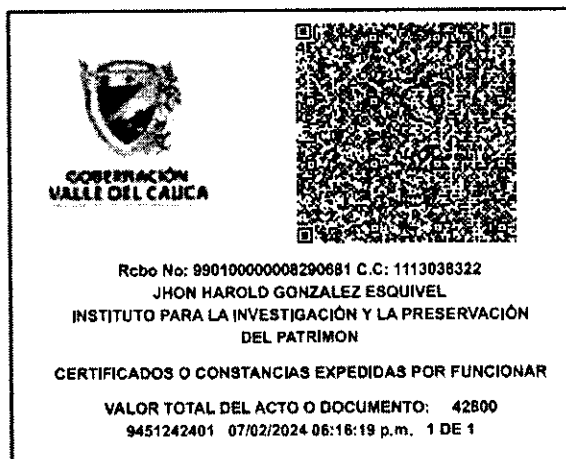 GOBERNACIÓN
VALLE DEL CAUCA
Rcbo No: 990100000008290681 C.C: 1113038322
JHON HAROLD GONZALEZ ESQUIVEL
INSTITUTO PARA LA INVESTIGACIÓN Y LA PRESERVACIÓN
DEL PATRIMON
CERTIFICADOS O CONSTANCIAS EXPEDIDAS POR FUNCIONAR
VALOR TOTAL DEL ACTO O DOCUMENTO: 42800
9451242401 07/02/2024 06:16:19 p.m. 1 DE 1